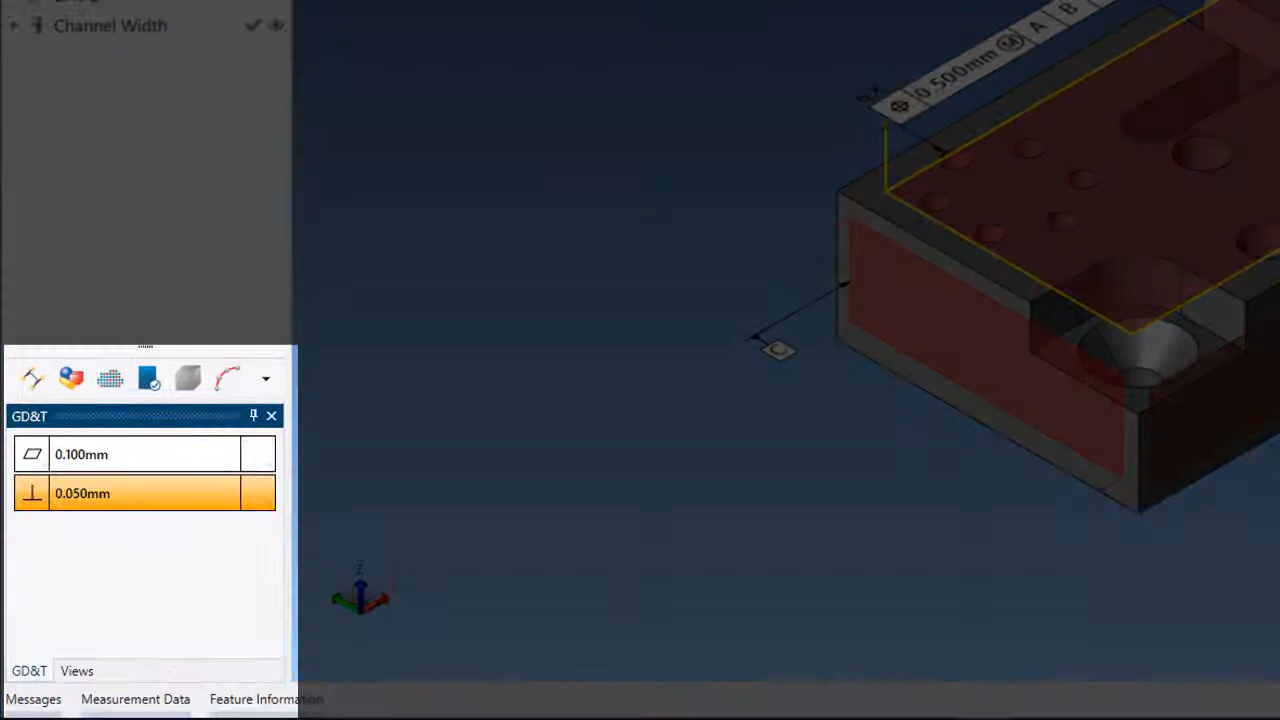 Channel Width
0.500mm Ⓜ A B
C
Z
GD&T
0.100mm
0.050mm
GD&T Views
Messages Measurement Data Feature Information